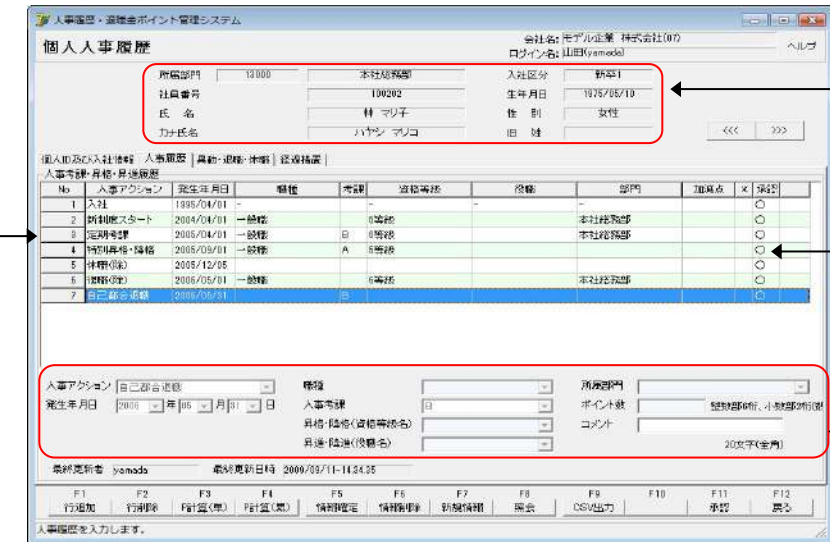 人事履歴・退職金ポイント管理システム
個人人事履歴
会社名: モデル企業 株式会社(07)
ログイン名: 山田(yamada)
ヘルプ
所属部門 13000 本社総務部 入社区分 新卒1
社員番号 100202 生年月日 1975/05/10
氏 名 林 マリ子 性 別 女性
カナ氏名 ハヤシ マリコ 旧 姓
<<< >>>
個人ID及び入社情報 人事履歴 異動・退職・休職 経過措置
人事考課・昇格・昇進履歴
No 人事アクション 発生年月日 職種 考課 資格等級 役職 部門 加減点 × 承認
1 入社 1995/04/01 - - - - ○
2 新制度スタート 2004/04/01 一般職 6等級 本社総務部 ○
3 定期考課 2005/04/01 一般職 B 6等級 本社総務部 ○
4 特別昇格・降格 2005/09/01 一般職 A 5等級 ○
5 休職(除) 2005/12/05 ○
6 復職(除) 2006/05/01 一般職 6等級 本社総務部 ○
7 自己都合退職 2006/05/31 B ○
人事アクション 自己都合退職 職種 所属部門
発生年月日 2006 年 05 月 31 日 人事考課 B ポイント数 整数部6桁、小数部2桁
昇格・降格(資格等級名) コメント
昇進・降進(役職名) 20文字(全角)
最終更新者 yamada 最終更新日時 2009/09/11-14.34.35
F1 F2 F3 F4 F5 F6 F7 F8 F9 F10 F11 F12
行追加 行削除 P計算(単) P計算(累) 情報確定 情報削除 新規情報 照会 CSV出力 承認 戻る
人事履歴を入力します。